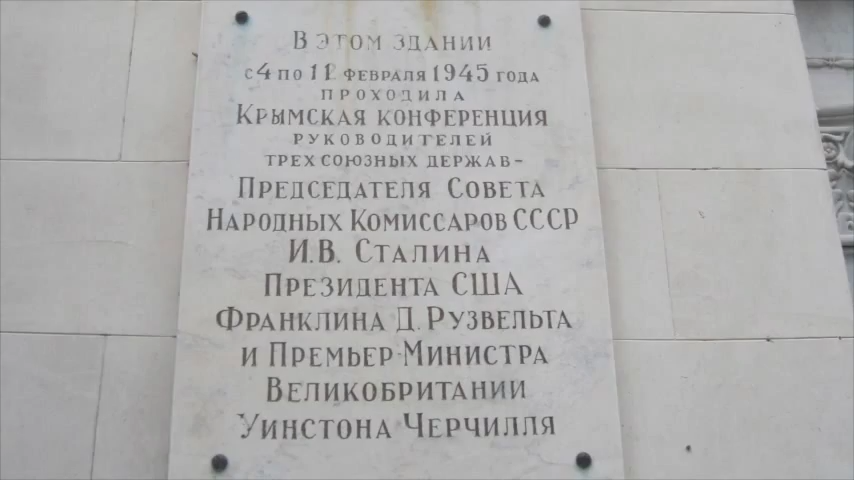 В ЭТОМ ЗДАНИИ
С 4 ПО 11 ФЕВРАЛЯ 1945 ГОДА
ПРОХОДИЛА
КРЫМСКАЯ КОНФЕРЕНЦИЯ
РУКОВОДИТЕЛЕЙ
ТРЕХ СОЮЗНЫХ ДЕРЖАВ-
ПРЕДСЕДАТЕЛЯ СОВЕТА
НАРОДНЫХ КОМИССАРОВ СССР
И.В. СТАЛИНА
ПРЕЗИДЕНТА США
ФРАНКЛИНА Д. РУЗВЕЛЬТА
И ПРЕМЬЕР-МИНИСТРА
ВЕЛИКОБРИТАНИИ
УИНСТОНА ЧЕРЧИЛЛЯ